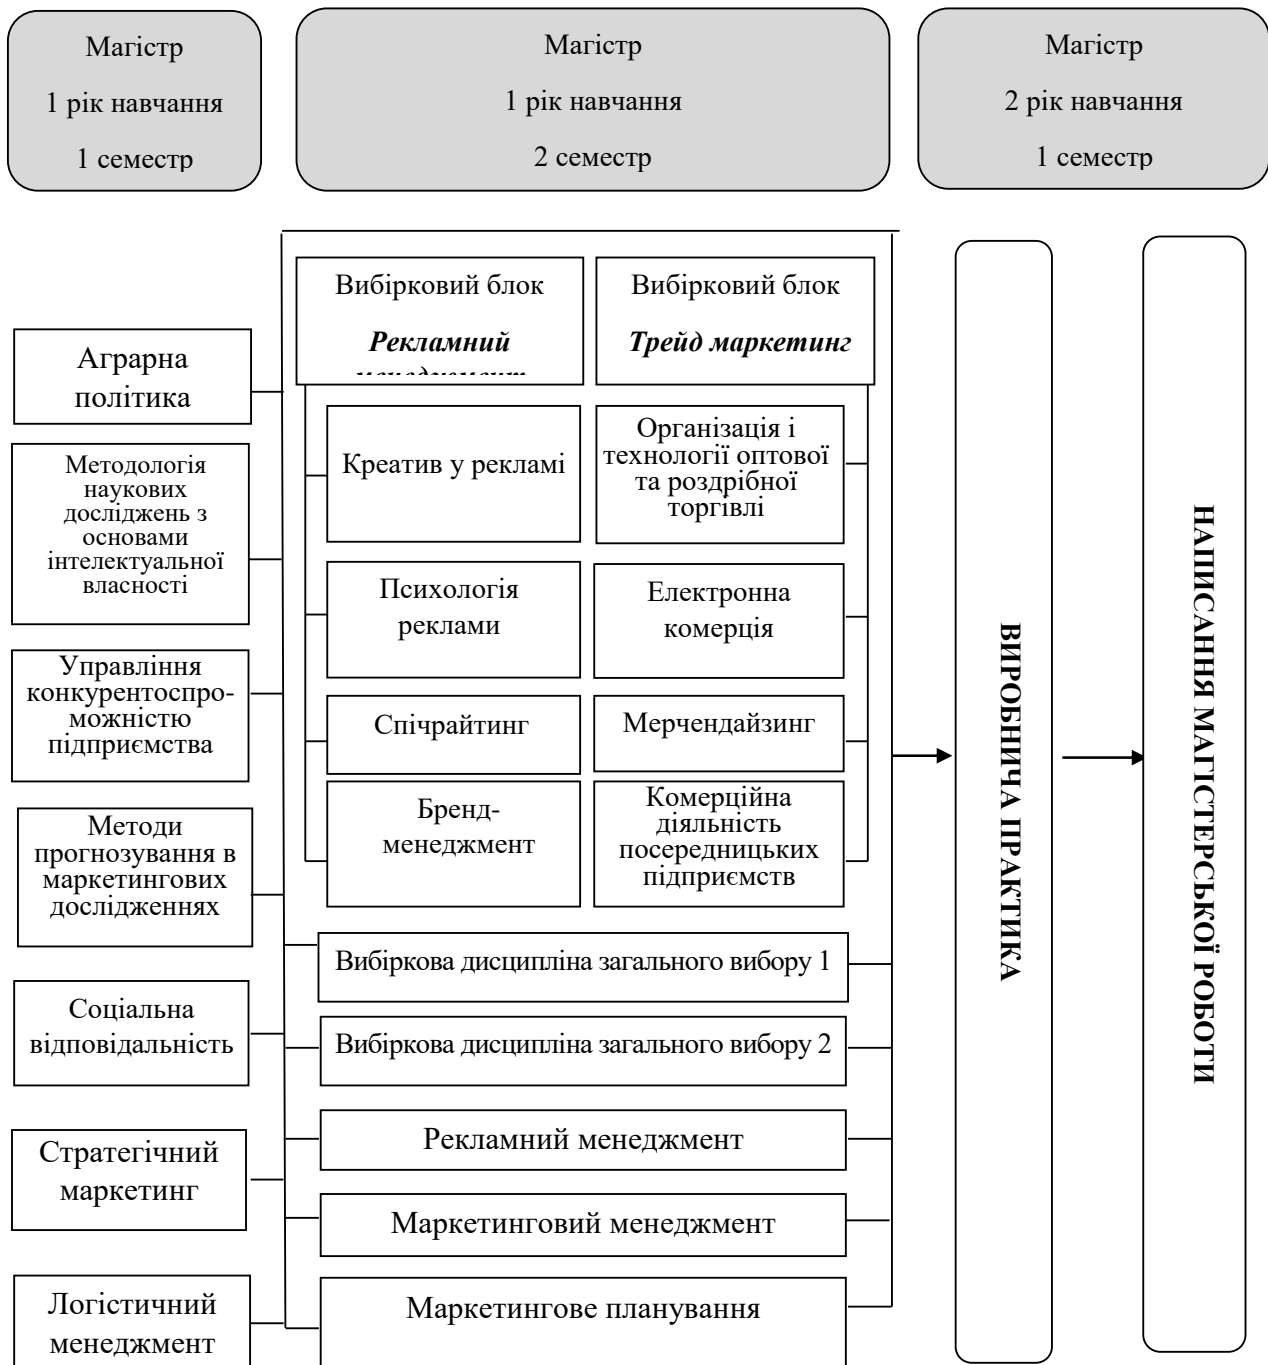 Магістр
1 рік навчання
1 семестр
Магістр
1 рік навчання
2 семестр
Магістр
2 рік навчання
1 семестр
Аграрна
політика
Методологія
наукових
досліджень з
основами
інтелектуальної
власності
Управління
конкурентоспро-
можністю
підприємства
Методи
прогнозування в
маркетингових
дослідженнях
Соціальна
відповідальність
Стратегічний
маркетинг
Логістичний
менеджмент
Вибірковий блок
Рекламний
менеджмент
Креатив у рекламі
Психологія
реклами
Спічрайтинг
Бренд-
менеджмент
Вибірковий блок
Трейд маркетинг
Організація і
технології оптової
та роздрібної
торгівлі
Електронна
комерція
Мерчендайзинг
Комерційна
діяльність
посередницьких
підприємств
Вибіркова дисципліна загального вибору 1
Вибіркова дисципліна загального вибору 2
Рекламний менеджмент
Маркетинговий менеджмент
Маркетингове планування
ВИРОБНИЧА ПРАКТИКА
НАПИСАННЯ МАГІСТЕРСЬКОЇ РОБОТИ